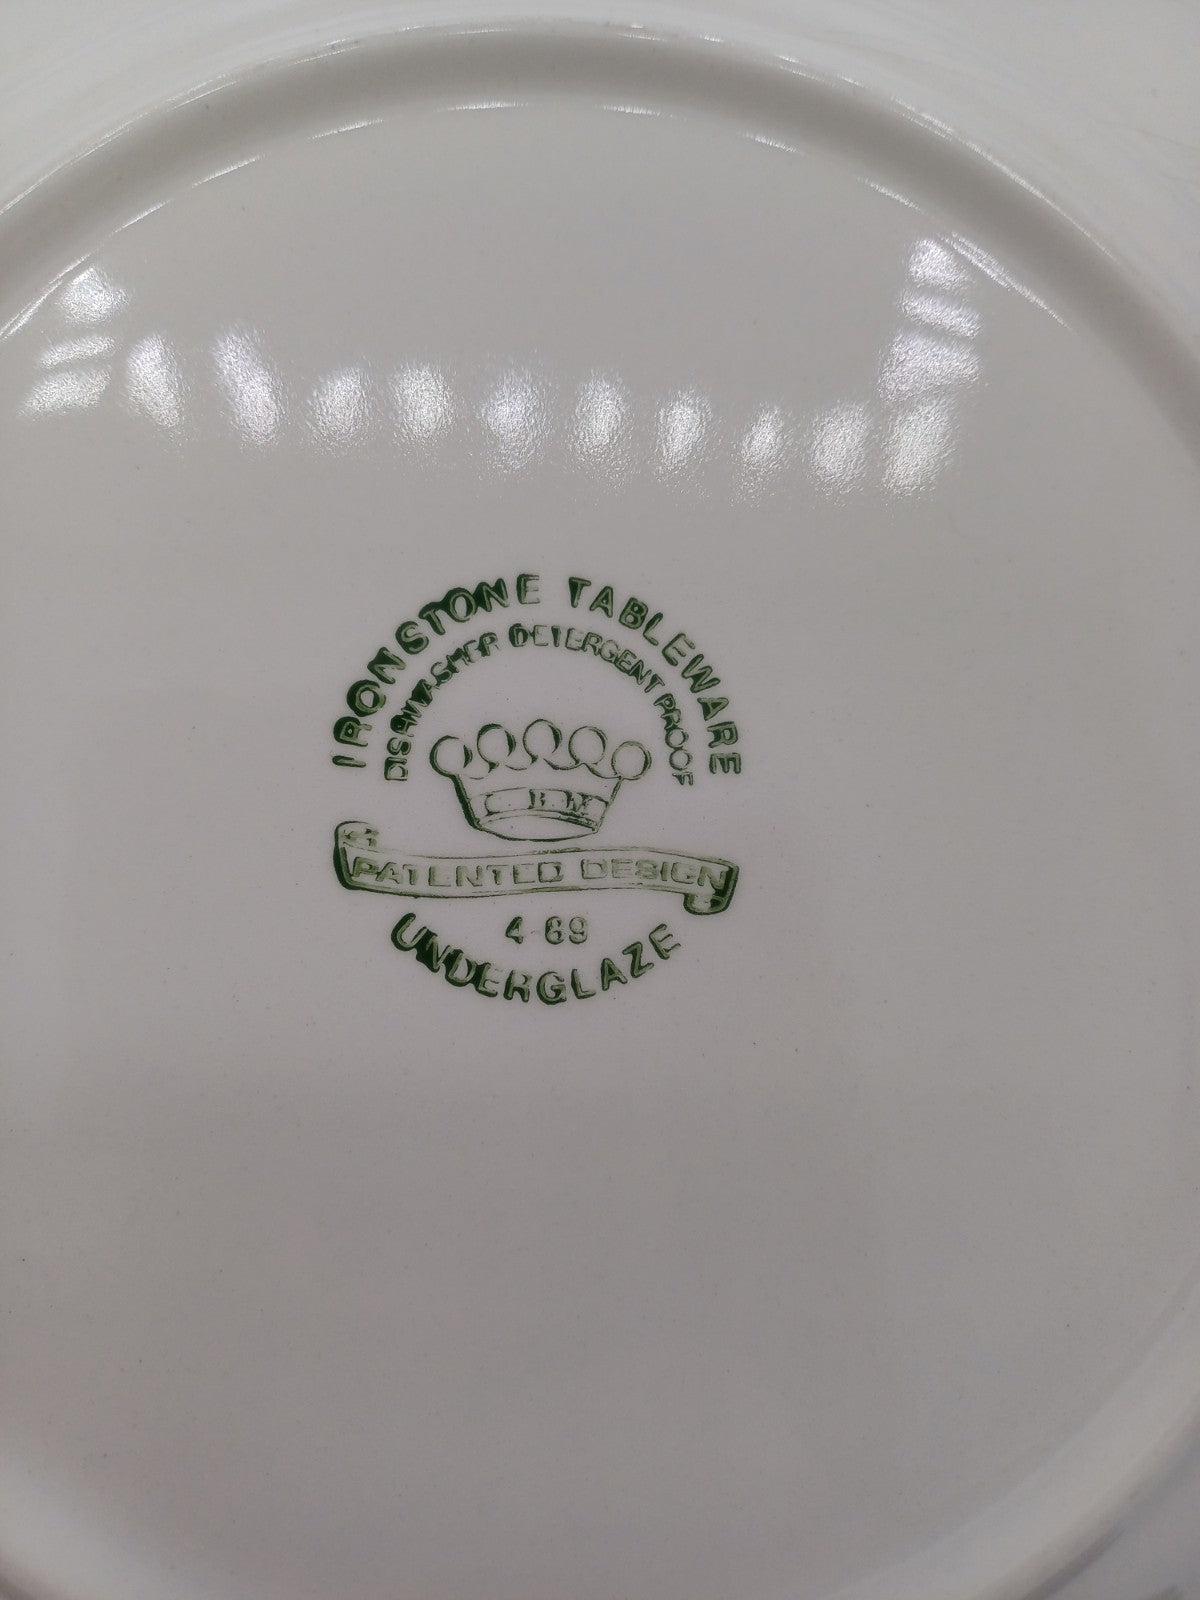 IRONSTONE TABLEWARE
DISHWASHER DETERGENT PROOF
PATENTED DESIGN
4 69
UNDERGLAZE